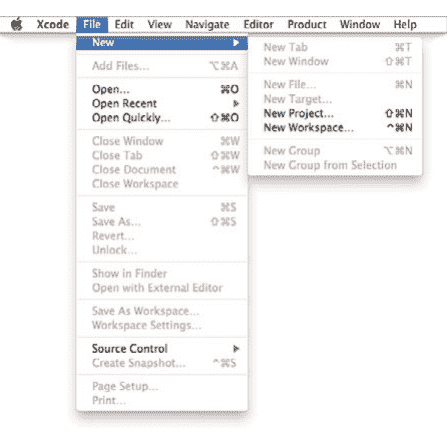 Xcode File Edit View Navigate Editor Product Window Help
New
Add Files... ⌥⌘A
Open... ⌘O
Open Recent
Open Quickly... ⇧⌘O
Close Window ⌘W
Close Tab ⇧⌘W
Close Document ^⌘W
Close Workspace
Save ⌘S
Save As... ⇧⌘S
Revert...
Unlock...
Show in Finder
Open with External Editor
Save As Workspace...
Workspace Settings...
Source Control
Create Snapshot... ^⌘S
Page Setup...
Print...
New Tab ⌘T
New Window ⇧⌘T
New File... ⌘N
New Target...
New Project... ⇧⌘N
New Workspace... ^⌘N
New Group ⌥⌘N
New Group from Selection